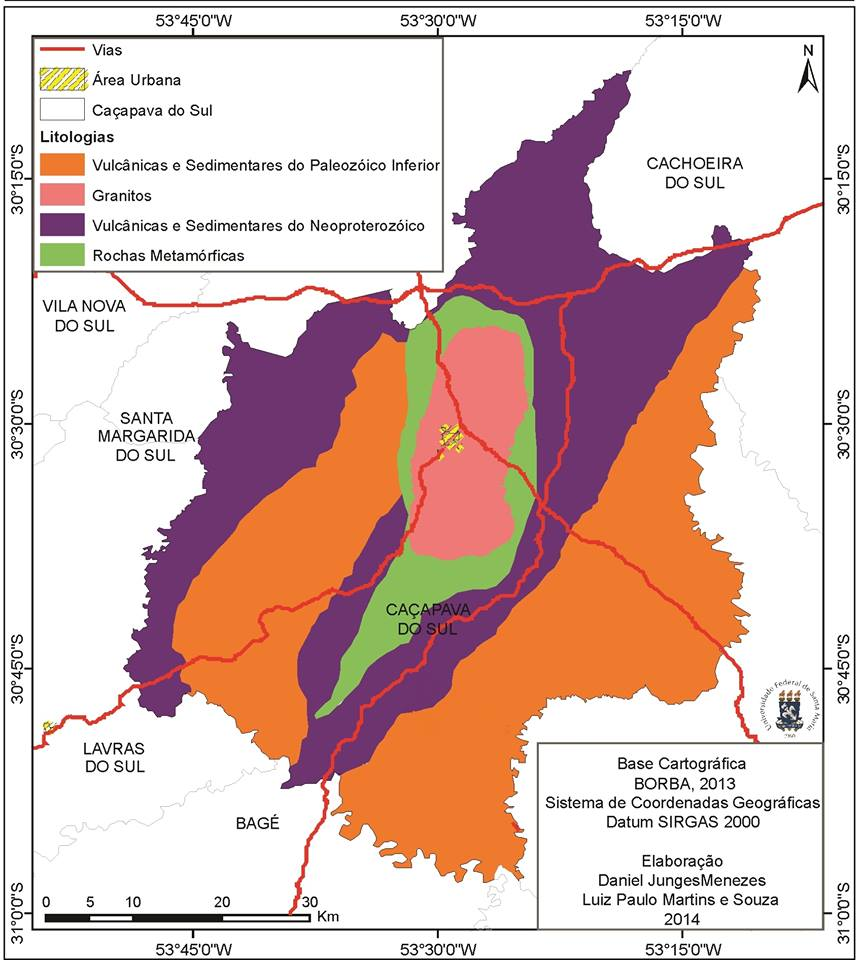 53°45'0"W
53°30'0"W
53°15'0"W
N
Vias
Área Urbana
Caçapava do Sul
Litologias
Vulcânicas e Sedimentares do Paleozóico Inferior
Granitos
Vulcânicas e Sedimentares do Neoproterozóico
Rochas Metamórficas
CACHOEIRA
DO SUL
30°15'0"S
30°15'0"S
VILA NOVA
DO SUL
SANTA
MARGARIDA
DO SUL
30°30'0"S
30°30'0"S
CAÇAPAVA
DO SUL
30°45'0"S
30°45'0"S
Universidade Federal de Santa Maria
LAVRAS
DO SUL
BAGÉ
Base Cartográfica
BORBA, 2013
Sistema de Coordenadas Geográficas
Datum SIRGAS 2000
Elaboração
Daniel JungesMenezes
Luiz Paulo Martins e Souza
2014
0 5 10 20 30
Km
31°0'0"S
31°0'0"S
53°45'0"W
53°30'0"W
53°15'0"W